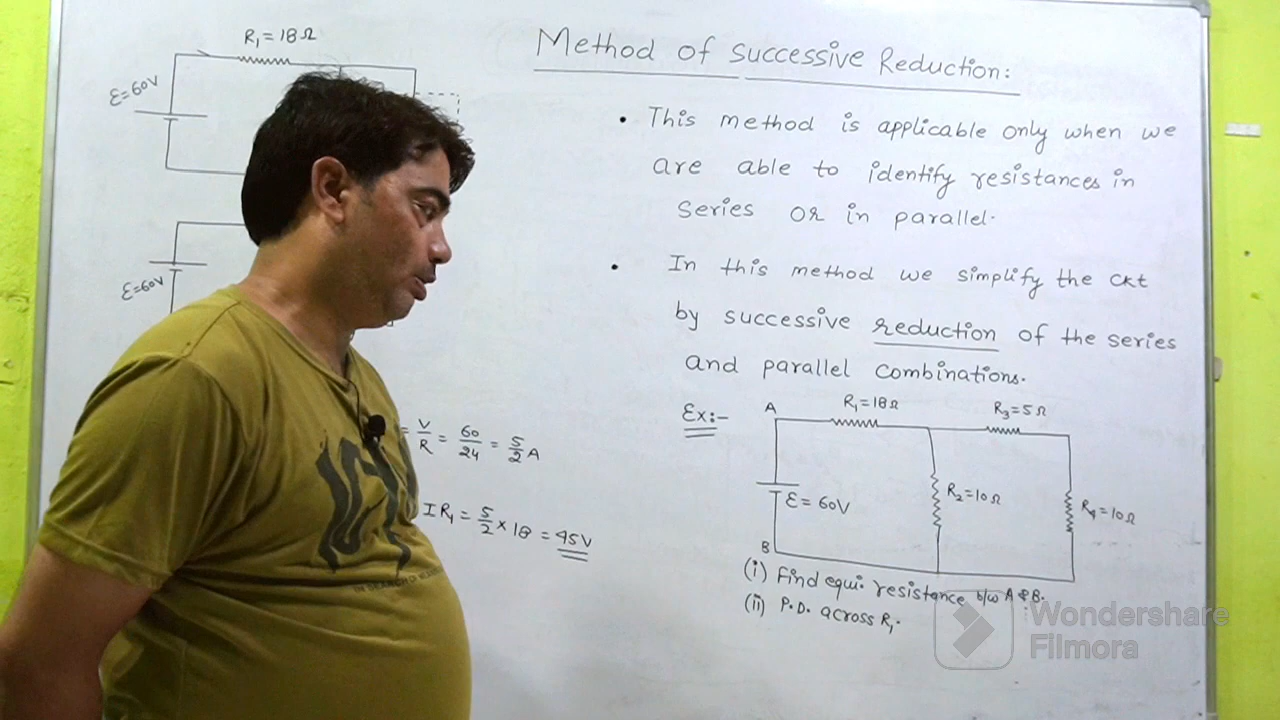 R₁ = 18Ω
Ɛ=60V
Ɛ=60V
= V/R = 60/24 = 5/2 A
IR₁ = 5/2 × 18 = 45V
Method of Successive Reduction:
• This method is applicable only when we
are able to identify resistances in
series or in parallel.
• In this method we simplify the ckt
by successive reduction of the series
and parallel combinations.
Ex:-
A
R₁=18Ω
R₃=5Ω
R₂=10Ω
R₄=10Ω
Ɛ=60V
B
(i) Find equi. resistance b/w A & B.
(ii) P.D. across R₁.
Wondershare
Filmora